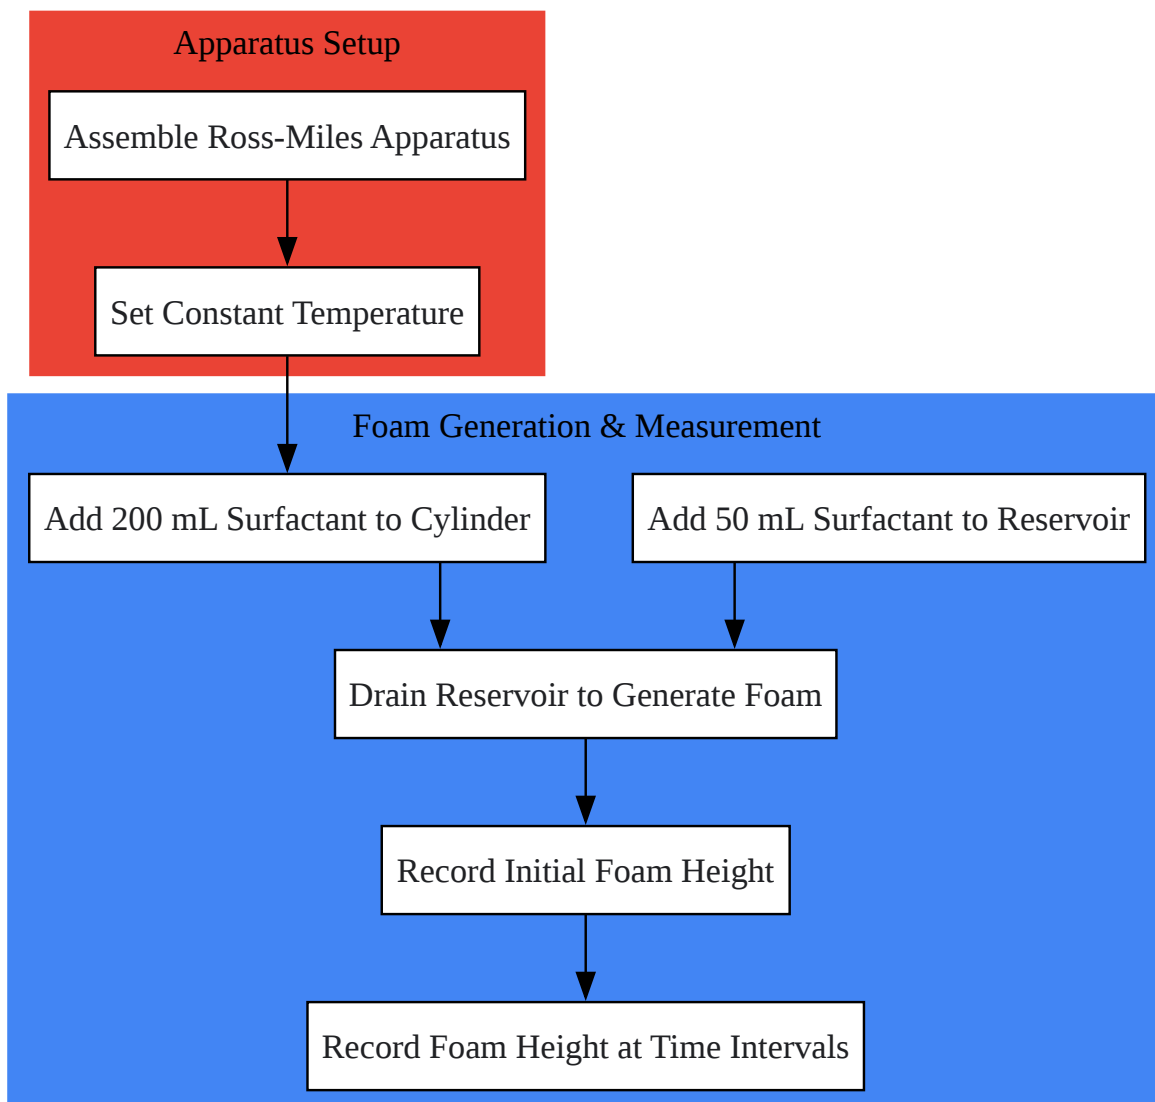 Apparatus Setup
Assemble Ross-Miles Apparatus
Set Constant Temperature
Foam Generation & Measurement
Add 200 mL Surfactant to Cylinder
Add 50 mL Surfactant to Reservoir
Drain Reservoir to Generate Foam
Record Initial Foam Height
Record Foam Height at Time Intervals